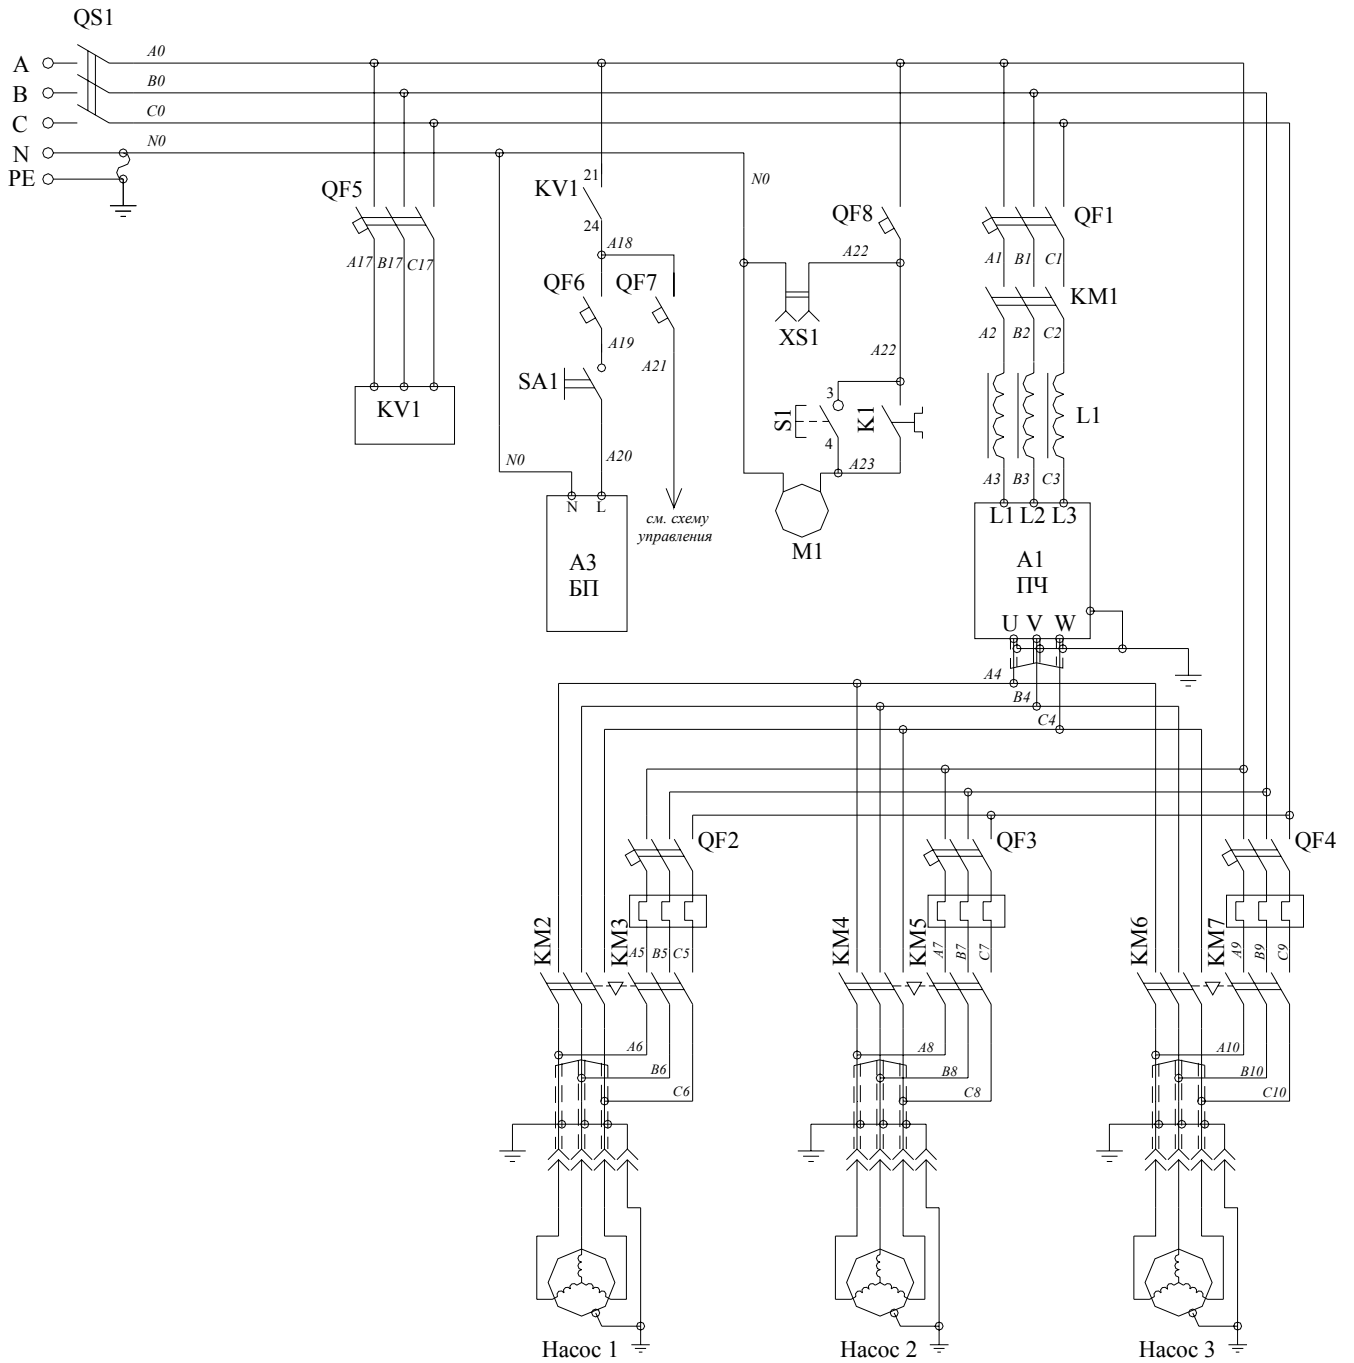 QS1
A
A0
B
B0
C
C0
N
N0
PE
QF5
KV1
21
24
N0
QF8
QF1
A17
B17
C17
A18
A22
A1
B1
C1
QF6
QF7
KM1
XS1
A19
A21
A2
B2
C2
A22
SA1
KV1
3
S1
4
K1
L1
N0
A20
A23
A3
B3
C3
N
L
L1
L2
L3
см. схему
управления
M1
A3
БП
A1
ПЧ
U
V
W
A4
B4
C4
QF2
QF3
QF4
KM2
KM3
A5
B5
C5
KM4
KM5
A7
B7
C7
KM6
KM7
A9
B9
C9
A6
B6
C6
A8
B8
C8
A10
B10
C10
Насос 1
Насос 2
Насос 3